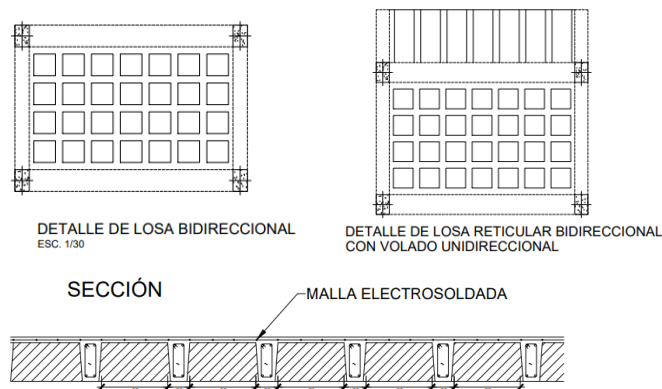 DETALLE DE LOSA BIDIRECCIONAL
ESC. 1/30
DETALLE DE LOSA RETICULAR BIDIRECCIONAL
CON VOLADO UNIDIRECCIONAL
SECCIÓN
MALLA ELECTROSOLDADA